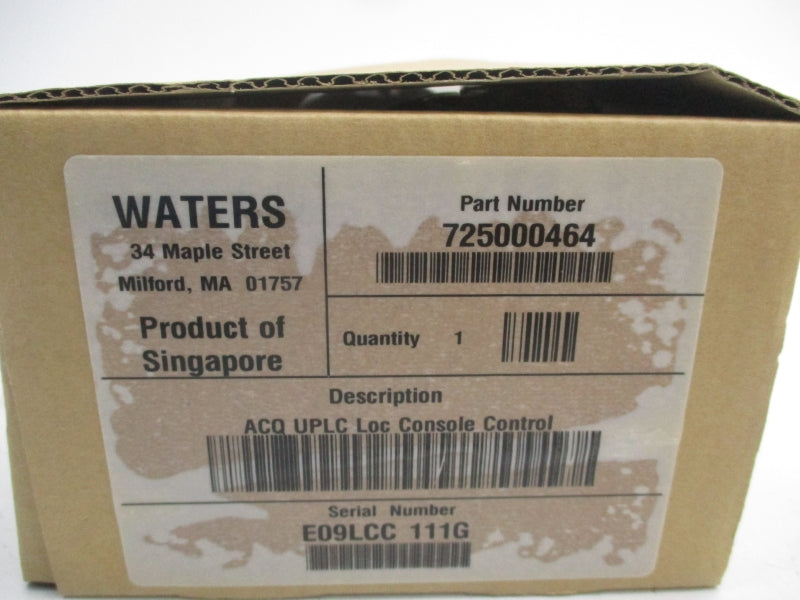 WATERS
34 Maple Street
Milford, MA 01757
Product of
Singapore
Part Number
725000464
Quantity 1
Description
ACQ UPLC Loc Console Control
Serial Number
E09LCC 111G